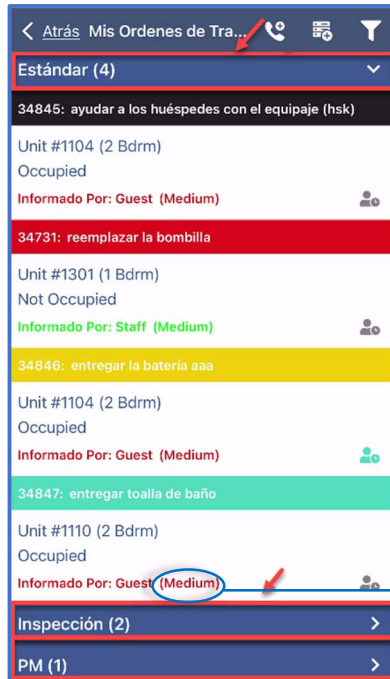 Atrás Mis Ordenes de Tra...
Estándar (4)
34845: ayudar a los huéspedes con el equipaje (hsk)
Unit #1104 (2 Bdrm)
Occupied
Informado Por: Guest (Medium)
34731: reemplazar la bombilla
Unit #1301 (1 Bdrm)
Not Occupied
Informado Por: Staff (Medium)
34846: entregar la batería aaa
Unit #1104 (2 Bdrm)
Occupied
Informado Por: Guest (Medium)
34847: entregar toalla de baño
Unit #1110 (2 Bdrm)
Occupied
Informado Por: Guest (Medium)
Inspección (2)
PM (1)